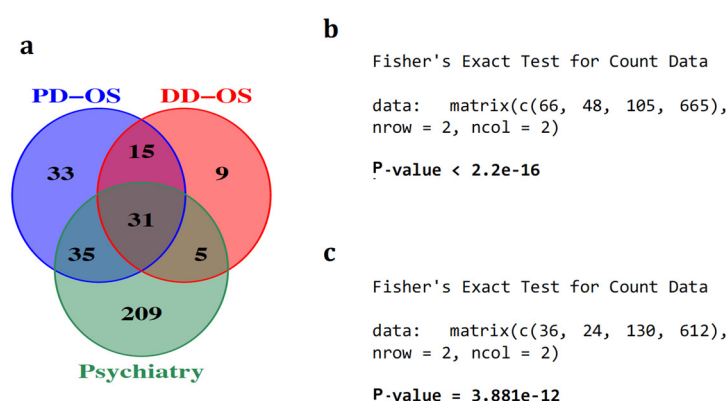 a
PD–OS
DD–OS
33
15
9
31
35
5
209
Psychiatry
b
Fisher's Exact Test for Count Data
data: matrix(c(66, 48, 105, 665),
nrow = 2, ncol = 2)
P-value < 2.2e-16
c
Fisher's Exact Test for Count Data
data: matrix(c(36, 24, 130, 612),
nrow = 2, ncol = 2)
P-value = 3.881e-12